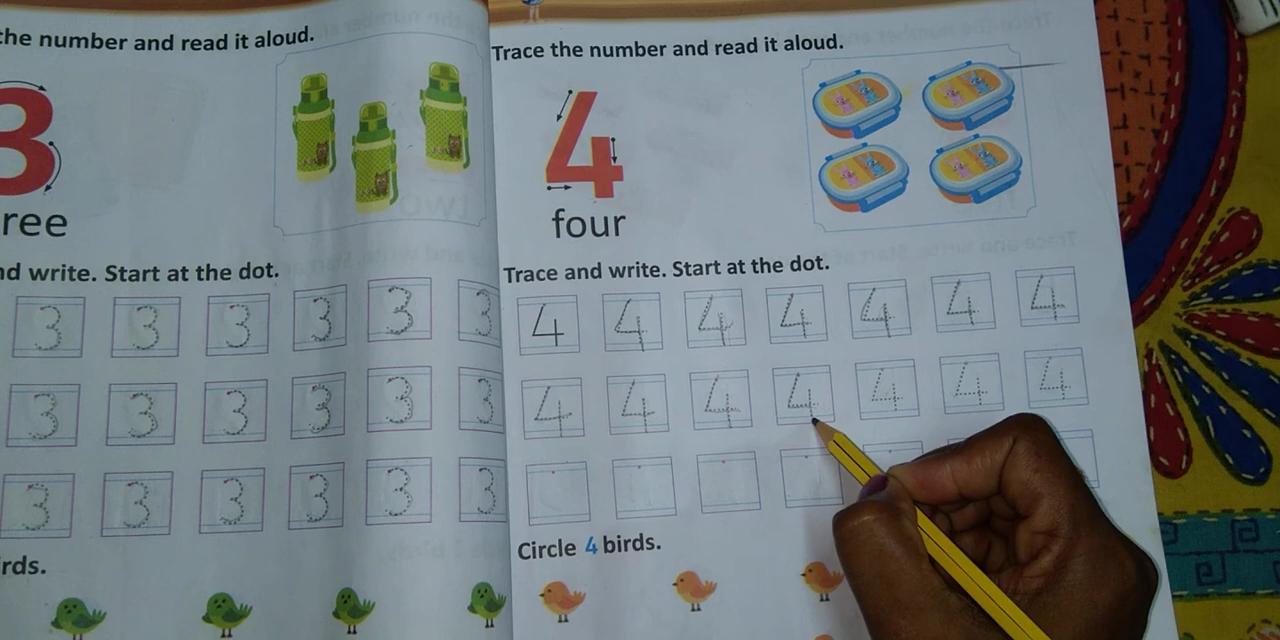 the number and read it aloud.
3
ree
nd write. Start at the dot.
3 3 3 3 3 3
3 3 3 3 3 3
3 3 3 3 3 3
rds.
Trace the number and read it aloud.
4
four
Trace and write. Start at the dot.
4 4 4 4 4 4 4
4 4 4 4 4 4 4
Circle 4 birds.